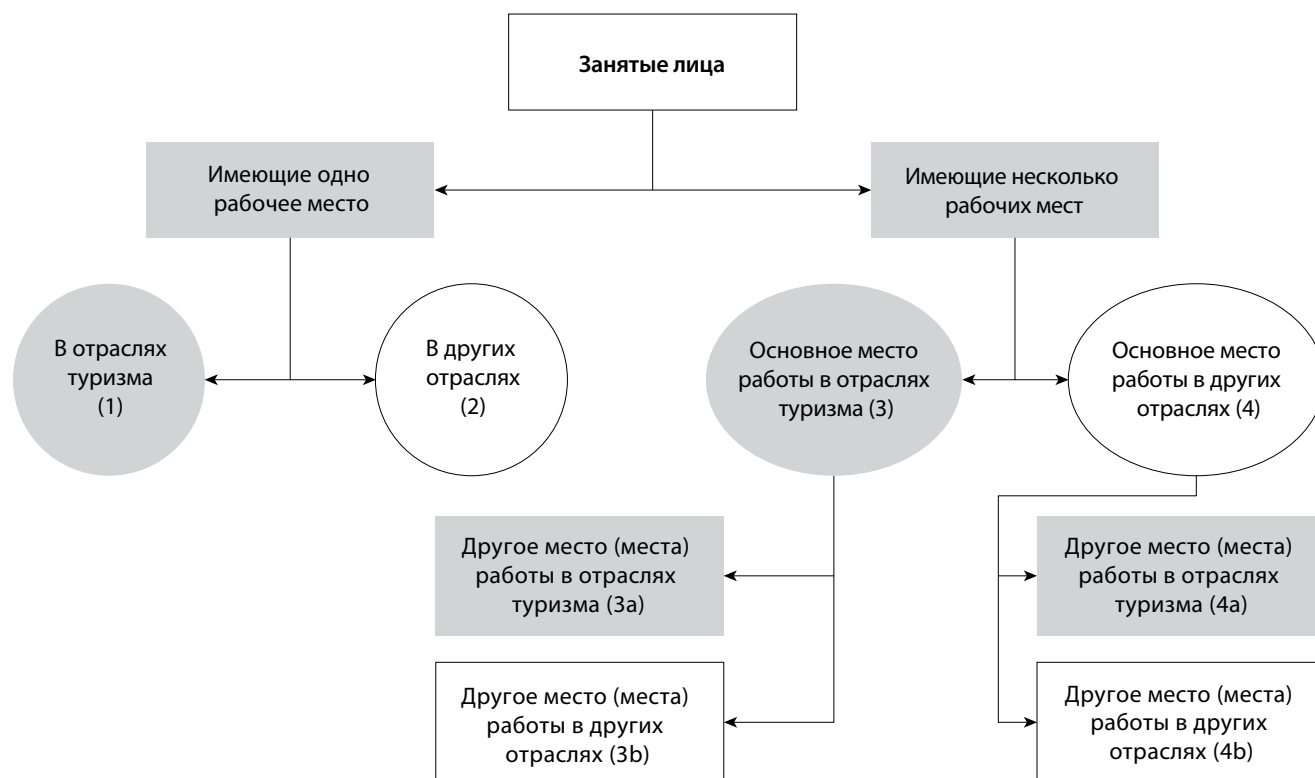 Занятые лица
Имеющие одно
рабочее место
Имеющие несколько
рабочих мест
В отраслях
туризма
(1)
В других
отраслях
(2)
Основное место
работы в отраслях
туризма (3)
Основное место
работы в других
отраслях (4)
Другое место (места)
работы в отраслях
туризма (3a)
Другое место (места)
работы в отраслях
туризма (4a)
Другое место (места)
работы в других
отраслях (3b)
Другое место (места)
работы в других
отраслях (4b)